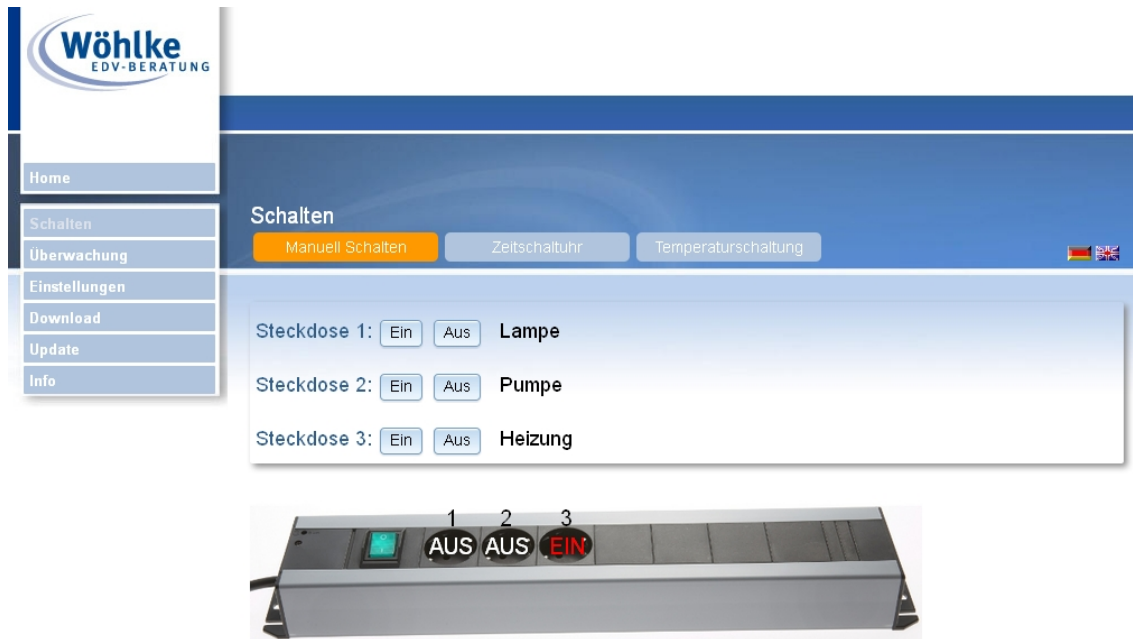 Wöhlke
EDV-BERATUNG
Home
Schalten
Überwachung
Einstellungen
Download
Update
Info
Schalten
Manuell Schalten Zeitschaltuhr Temperaturschaltung
Steckdose 1: Ein Aus Lampe
Steckdose 2: Ein Aus Pumpe
Steckdose 3: Ein Aus Heizung
1 2 3
AUS AUS EIN